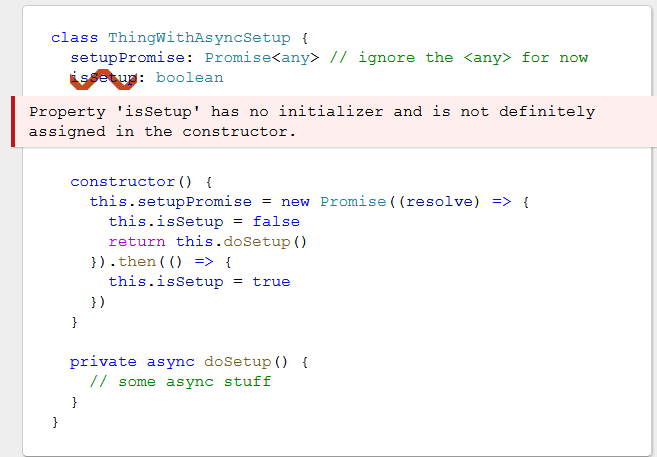 class ThingWithAsyncSetup {
setupPromise: Promise<any> // ignore the <any> for now
isSetup: boolean
Property 'isSetup' has no initializer and is not definitely
assigned in the constructor.
constructor() {
this.setupPromise = new Promise((resolve) => {
this.isSetup = false
return this.doSetup()
}).then(() => {
this.isSetup = true
})
}
private async doSetup() {
// some async stuff
}
}